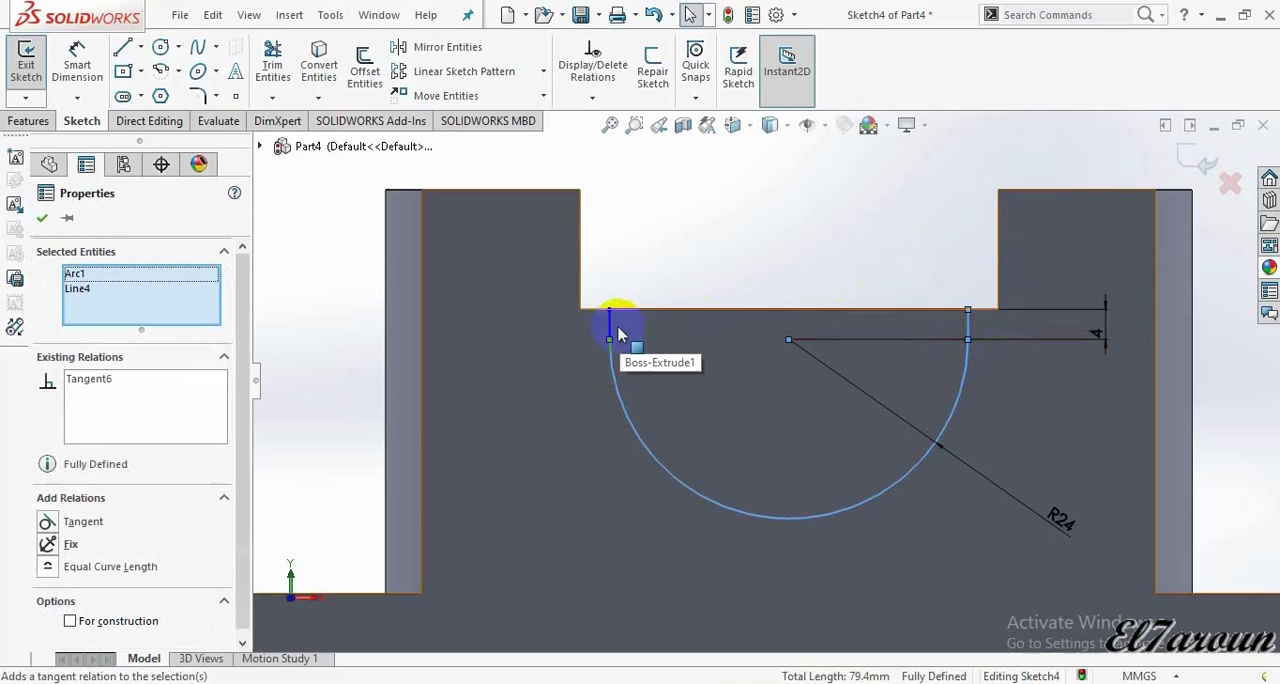 SOLIDWORKS
File Edit View Insert Tools Window Help
Sketch4 of Part4 *
Search Commands
Exit Sketch
Smart Dimension
Trim Entities
Convert Entities
Offset Entities
Mirror Entities
Linear Sketch Pattern
Move Entities
Display/Delete Relations
Repair Sketch
Quick Snaps
Rapid Sketch
Instant2D
Features Sketch Direct Editing Evaluate DimXpert SOLIDWORKS Add-Ins SOLIDWORKS MBD
Part4 (Default<<Default>...
Properties
Selected Entities
Arc1
Line4
Existing Relations
Tangent6
Fully Defined
Add Relations
Tangent
Fix
Equal Curve Length
Options
For construction
Boss-Extrude1
4
R24
Y
Activate Windo
Go to Settings to
El7aroun
Model 3D Views Motion Study 1
Adds a tangent relation to the selection(s)
Total Length: 79.4mm Fully Defined Editing Sketch4 MMGS